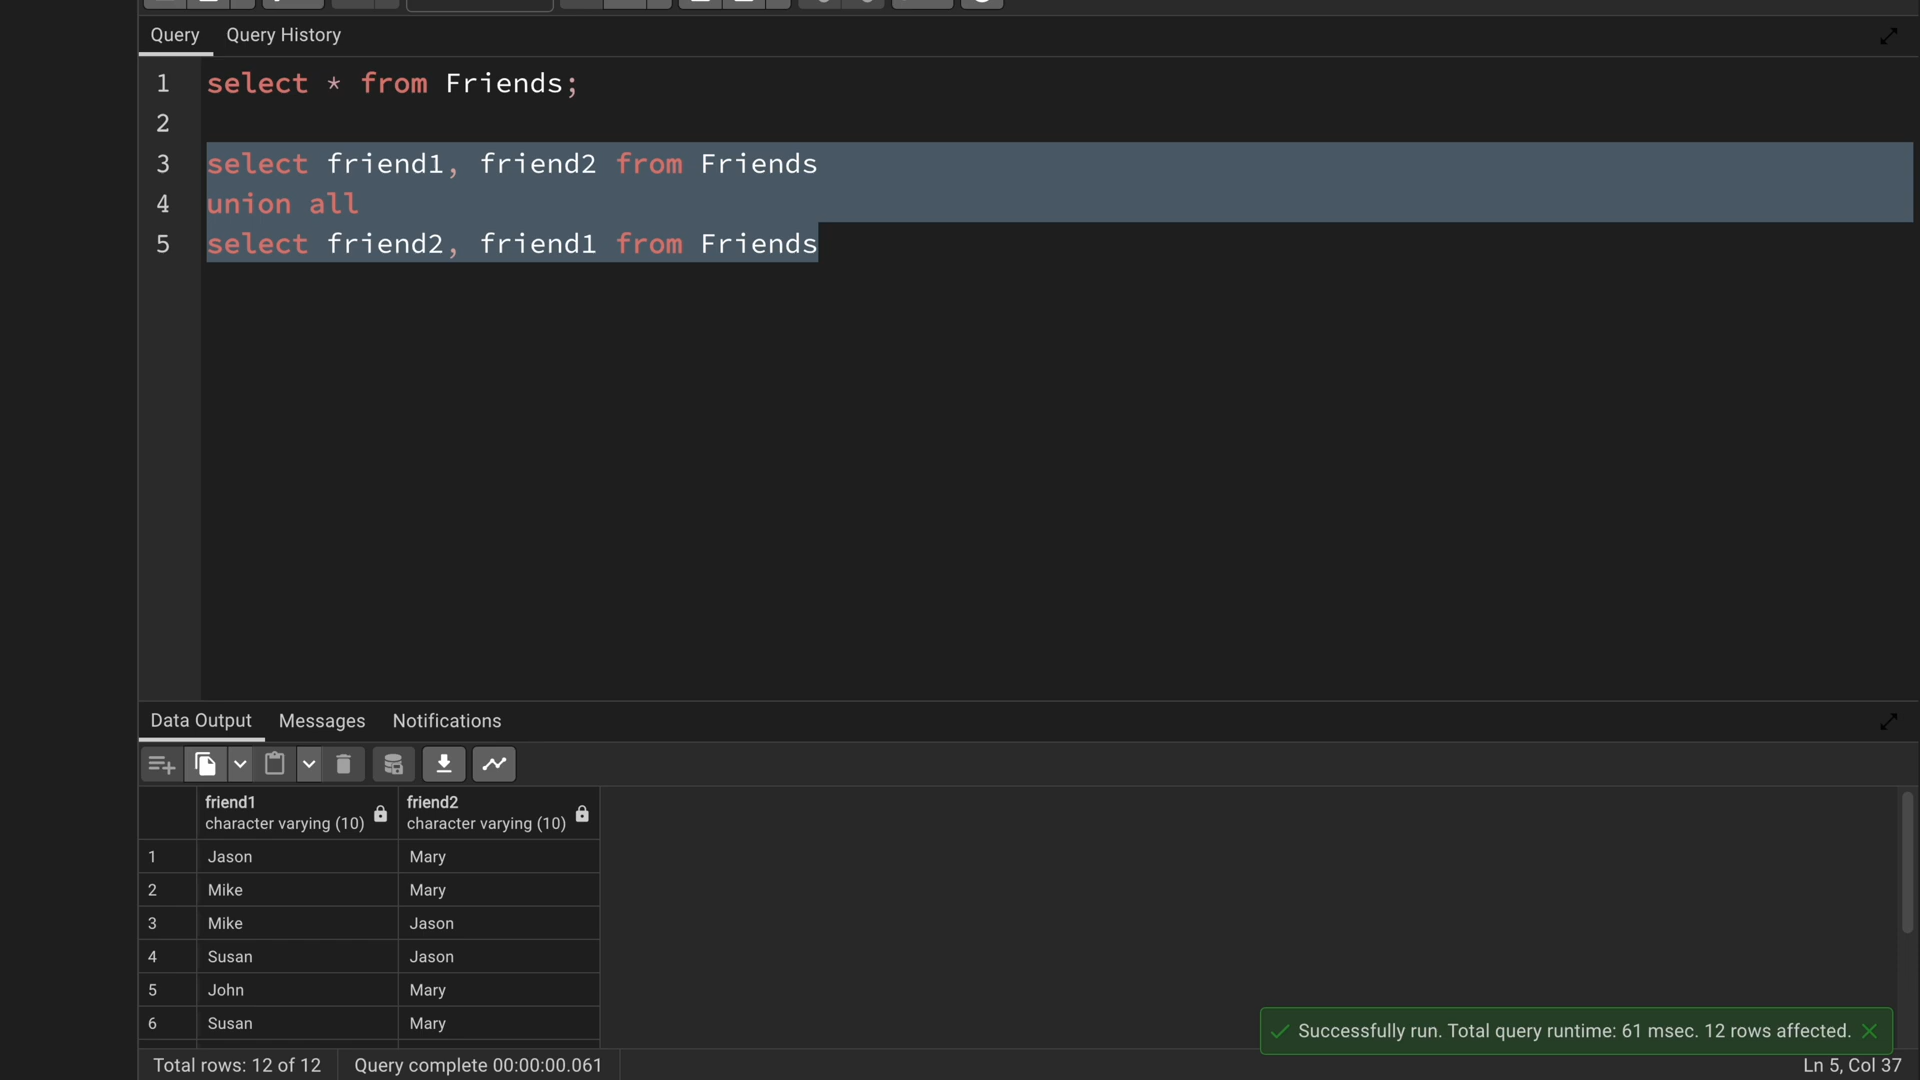 Query Query History
1 select * from Friends;
2
3 select friend1, friend2 from Friends
4 union all
5 select friend2, friend1 from Friends
Data Output Messages Notifications
friend1 friend2
character varying (10) character varying (10)
1 Jason Mary
2 Mike Mary
3 Mike Jason
4 Susan Jason
5 John Mary
6 Susan Mary
Successfully run. Total query runtime: 61 msec. 12 rows affected.
Total rows: 12 of 12 Query complete 00:00:00.061 Ln 5, Col 37